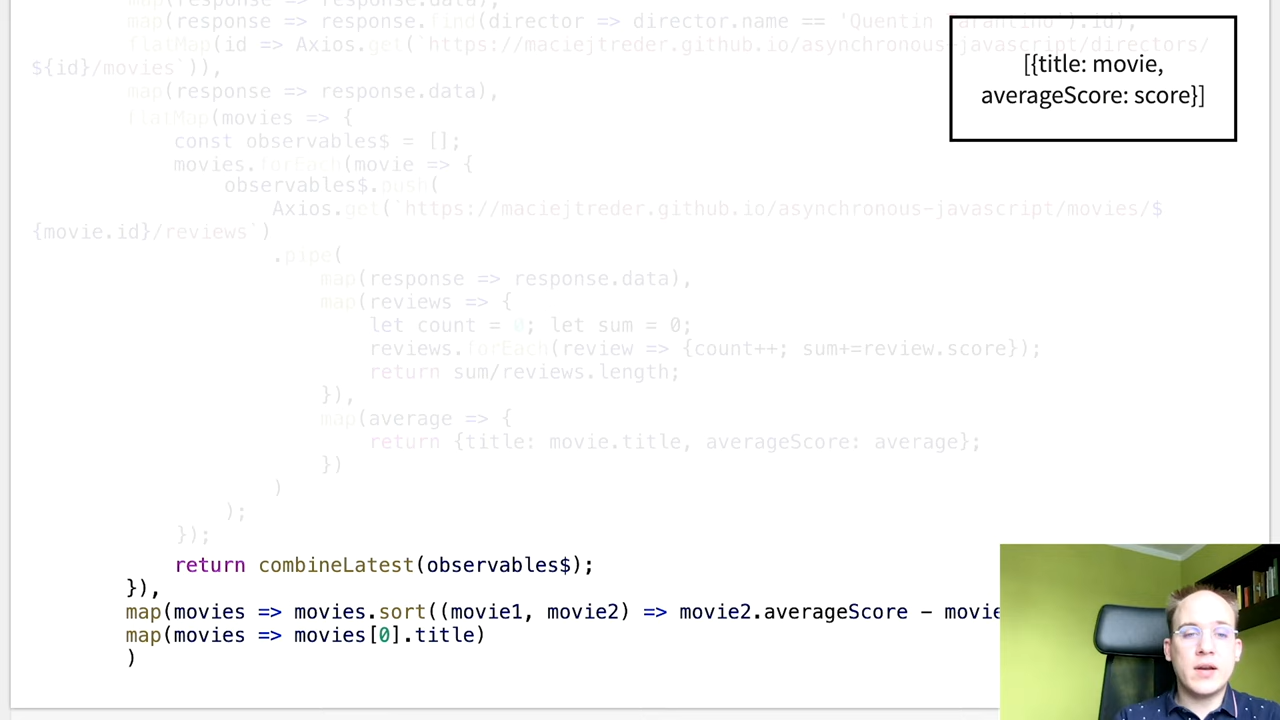 map(response => response.data),
map(response => response.find(director => director.name == 'Quentin Tarantino').id),
flatMap(id => Axios.get(`https://maciejtreder.github.io/asynchronous-javascript/directors/
${id}/movies`)),
map(response => response.data),
flatMap(movies => {
const observables$ = [];
movies.forEach(movie => {
observables$.push(
Axios.get(`https://maciejtreder.github.io/asynchronous-javascript/movies/$
{movie.id}/reviews`)
.pipe(
map(response => response.data),
map(reviews => {
let count = 0; let sum = 0;
reviews.forEach(review => {count++; sum+=review.score});
return sum/reviews.length;
}),
map(average => {
return {title: movie.title, averageScore: average};
})
)
);
});
return combineLatest(observables$);
}),
map(movies => movies.sort((movie1, movie2) => movie2.averageScore - movie
map(movies => movies[0].title)
)
[{title: movie,
averageScore: score}]